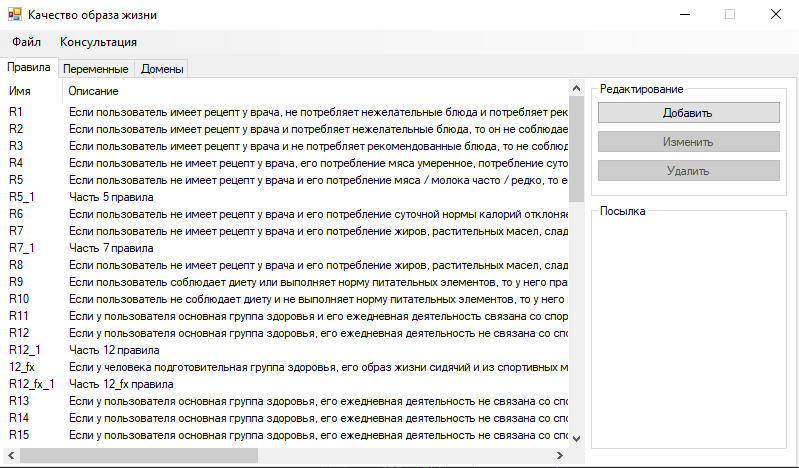 Качество образа жизни
Файл Консультация
Правила Переменные Домены
Имя Описание
R1 Если пользователь имеет рецепт у врача, не потребляет нежелательные блюда и потребляет рек
R2 Если пользователь имеет рецепт у врача и потребляет нежелательные блюда, то он не соблюдае
R3 Если пользователь имеет рецепт у врача и не потребляет рекомендованные блюда, то не соблюд
R4 Если пользователь не имеет рецепт у врача, его потребление мяса умеренное, потребление суто
R5 Если пользователь не имеет рецепт у врача и его потребление мяса / молока часто / редко, то е
R5_1 Часть 5 правила
R6 Если пользователь не имеет рецепт у врача и его потребление суточной нормы калорий отклоняе
R7 Если пользователь не имеет рецепт у врача и его потребление жиров, растительных масел, слад
R7_1 Часть 7 правила
R8 Если пользователь не имеет рецепт у врача и его потребление жиров, растительных масел, слад
R9 Если пользователь соблюдает диету или выполняет норму питательных элементов, то у него пра
R10 Если пользователь не соблюдает диету и не выполняет норму питательных элементов, то у него
R11 Если у пользователя основная группа здоровья и его ежедневная деятельность связана со спор
R12 Если у пользователя основная группа здоровья, его ежедневная деятельность не связана со спо
R12_1 Часть 12 правила
12_fx Если у человека подготовительная группа здоровья, его образ жизни сидячий и из спортивных м
R12_fx_1 Часть 12_fx правила
R13 Если у пользователя основная группа здоровья, его ежедневная деятельность не связана со спо
R14 Если у пользователя основная группа здоровья, его ежедневная деятельность не связана со спо
R15 Если у пользователя основная группа здоровья, его ежедневная деятельность не связана со спо
Редактирование
Добавить
Изменить
Удалить
Посылка